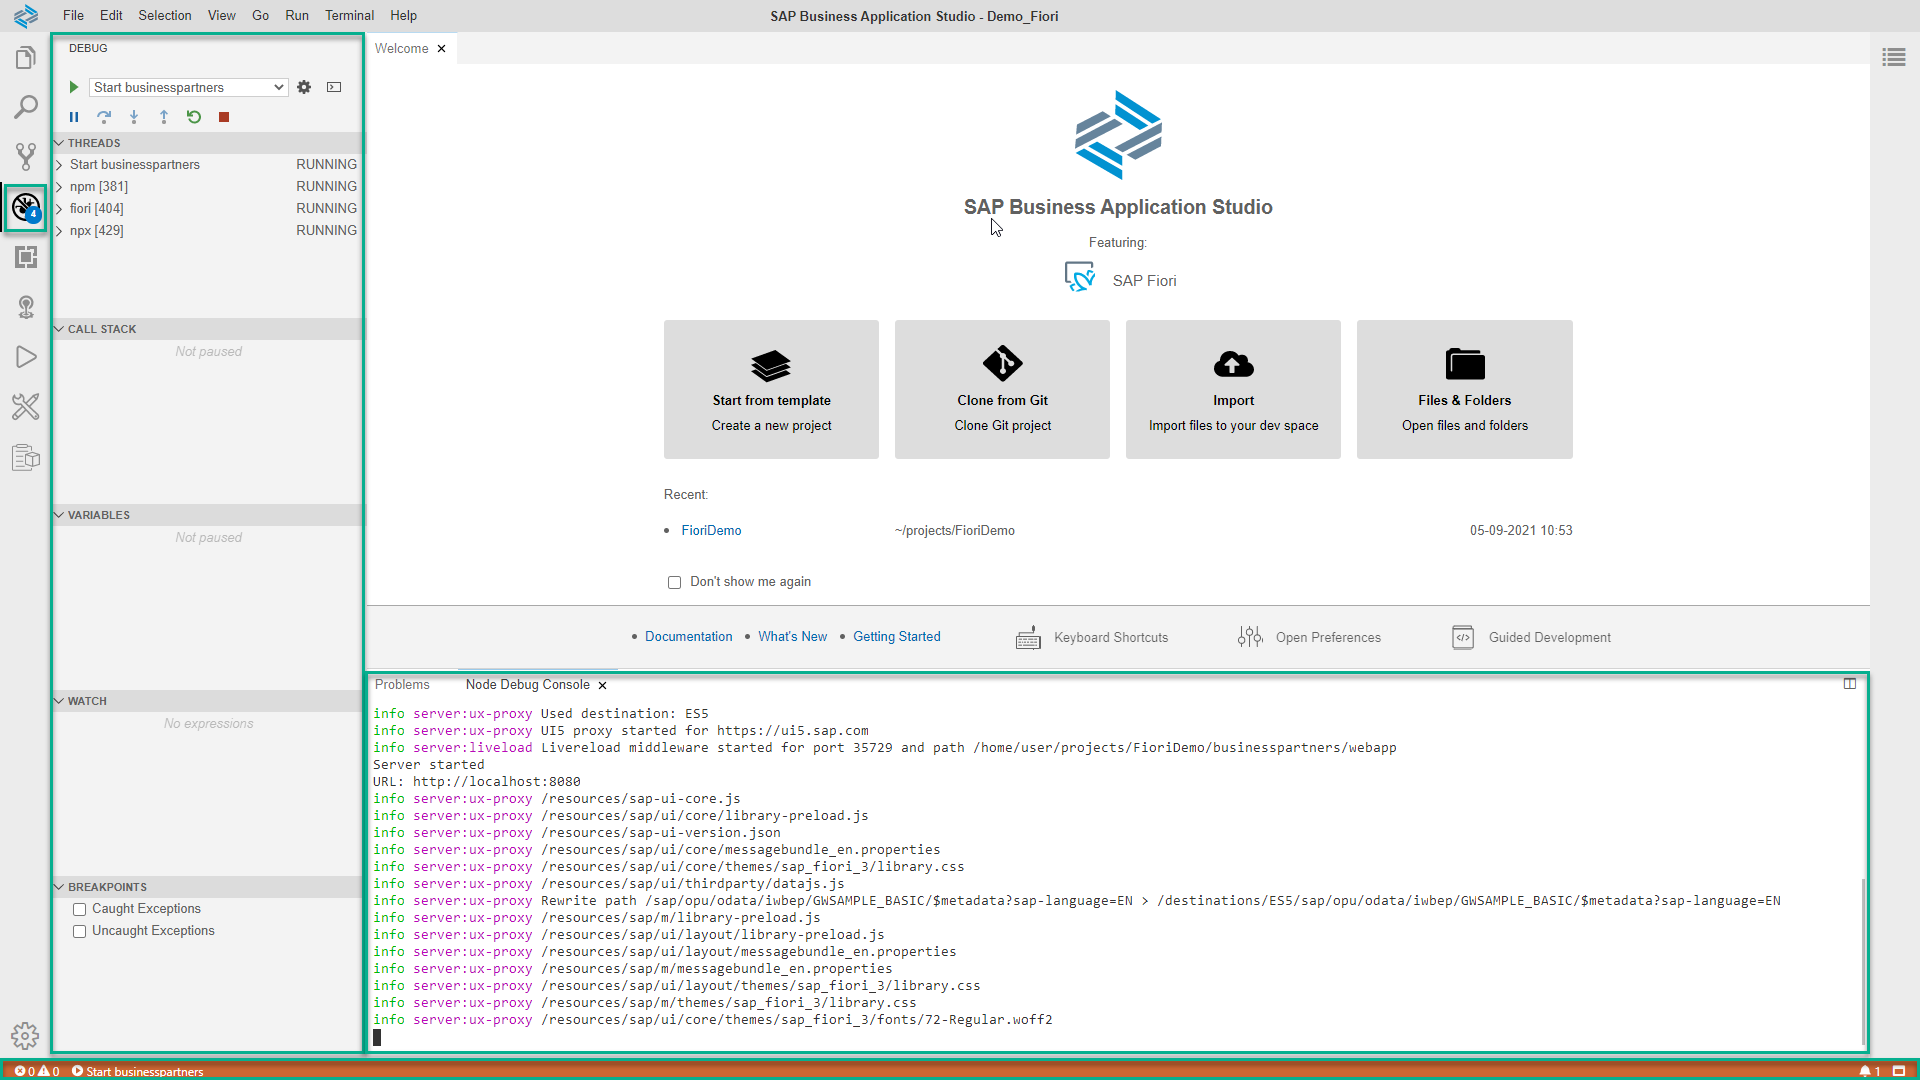 File Edit Selection View Go Run Terminal Help
SAP Business Application Studio - Demo_Fiori
DEBUG
Start businesspartners
THREADS
Start businesspartners RUNNING
npm [381] RUNNING
fiori [404] RUNNING
npx [429] RUNNING
4
CALL STACK
Not paused
VARIABLES
Not paused
WATCH
No expressions
BREAKPOINTS
Caught Exceptions
Uncaught Exceptions
Welcome
SAP Business Application Studio
Featuring:
SAP Fiori
Start from template
Create a new project
Clone from Git
Clone Git project
Import
Import files to your dev space
Files & Folders
Open files and folders
Recent:
FioriDemo ~/projects/FioriDemo 05-09-2021 10:53
Don't show me again
Documentation What's New Getting Started Keyboard Shortcuts Open Preferences Guided Development
Problems Node Debug Console
info server:ux-proxy Used destination: ES5
info server:ux-proxy UI5 proxy started for https://ui5.sap.com
info server:liveload Livereload middleware started for port 35729 and path /home/user/projects/FioriDemo/businesspartners/webapp
Server started
URL: http://localhost:8080
info server:ux-proxy /resources/sap-ui-core.js
info server:ux-proxy /resources/sap/ui/core/library-preload.js
info server:ux-proxy /resources/sap-ui-version.json
info server:ux-proxy /resources/sap/ui/core/messagebundle_en.properties
info server:ux-proxy /resources/sap/ui/core/themes/sap_fiori_3/library.css
info server:ux-proxy /resources/sap/ui/thirdparty/datajs.js
info server:ux-proxy Rewrite path /sap/opu/odata/iwbep/GWSAMPLE_BASIC/$metadata?sap-language=EN > /destinations/ES5/sap/opu/odata/iwbep/GWSAMPLE_BASIC/$metadata?sap-language=EN
info server:ux-proxy /resources/sap/m/library-preload.js
info server:ux-proxy /resources/sap/ui/layout/library-preload.js
info server:ux-proxy /resources/sap/ui/layout/messagebundle_en.properties
info server:ux-proxy /resources/sap/m/messagebundle_en.properties
info server:ux-proxy /resources/sap/ui/layout/themes/sap_fiori_3/library.css
info server:ux-proxy /resources/sap/m/themes/sap_fiori_3/library.css
info server:ux-proxy /resources/sap/ui/core/themes/sap_fiori_3/fonts/72-Regular.woff2
0 0 Start businesspartners 1